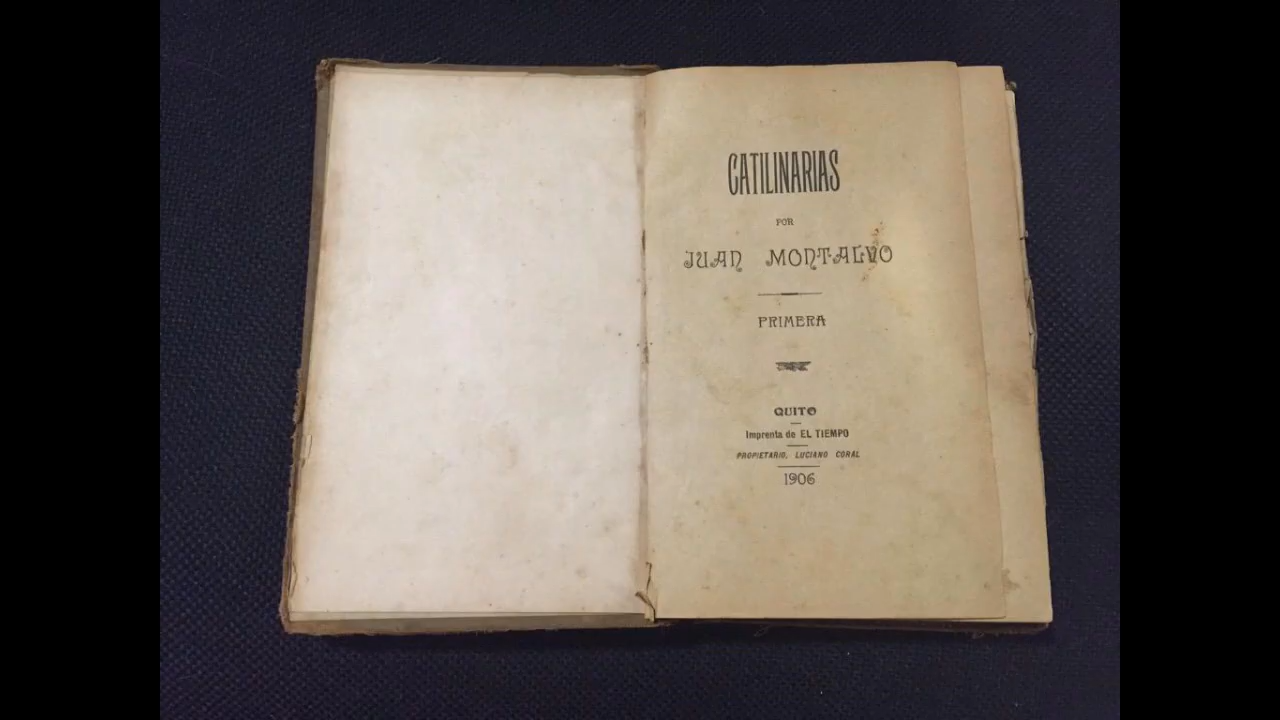 CATILINARIAS
POR
JUAN MONTALVO
PRIMERA
QUITO
Imprenta de EL TIEMPO
PROPIETARIO, LUCIANO CORAL
1906